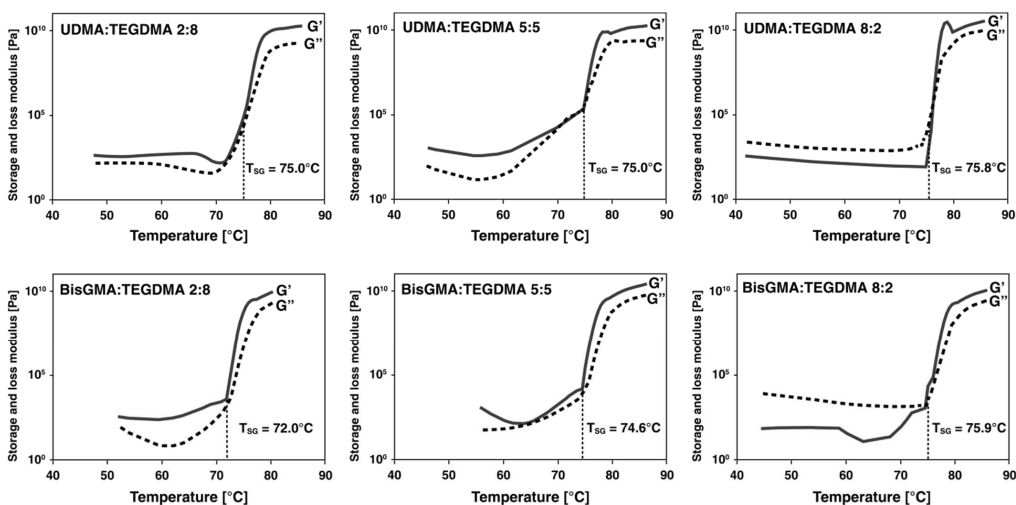 Storage and loss modulus [Pa]
10¹⁰
10⁵
10⁰
UDMA:TEGDMA 2:8
G'
G''
T_SG = 75.0°C
40 50 60 70 80 90
Temperature [°C]
Storage and loss modulus [Pa]
10¹⁰
10⁵
10⁰
UDMA:TEGDMA 5:5
G'
G''
T_SG = 75.0°C
40 50 60 70 80 90
Temperature [°C]
Storage and loss modulus [Pa]
10¹⁰
10⁵
10⁰
UDMA:TEGDMA 8:2
G'
G''
T_SG = 75.8°C
40 50 60 70 80 90
Temperature [°C]
Storage and loss modulus [Pa]
10¹⁰
10⁵
10⁰
BisGMA:TEGDMA 2:8
G'
G''
T_SG = 72.0°C
40 50 60 70 80 90
Temperature [°C]
Storage and loss modulus [Pa]
10¹⁰
10⁵
10⁰
BisGMA:TEGDMA 5:5
G'
G''
T_SG = 74.6°C
40 50 60 70 80 90
Temperature [°C]
Storage and loss modulus [Pa]
10¹⁰
10⁵
10⁰
BisGMA:TEGDMA 8:2
G'
G''
T_SG = 75.9°C
40 50 60 70 80 90
Temperature [°C]